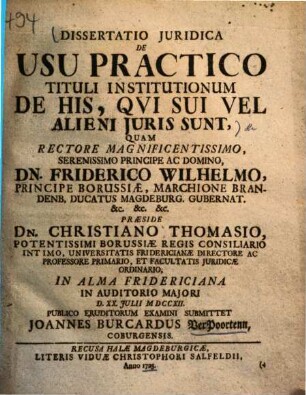 494
DISSERTATIO JURIDICA
DE
USU PRACTICO
TITULI INSTITUTIONUM
DE HIS, QVI SUI VEL
ALIENI JURIS SUNT,
QUAM
RECTORE MAGNIFICENTISSIMO,
SERENISSIMO PRINCIPE AC DOMINO,
DN. FRIDERICO WILHELMO,
PRINCIPE BORUSSIÆ, MARCHIONE BRAN-
DENB, DUCATUS MAGDEBURG. GUBERNAT.
&c. &c. &c.
PRÆSIDE
DN. CHRISTIANO THOMASIO,
POTENTISSIMI BORUSSIÆ REGIS CONSILIARIO
INTIMO, UNIVERSITATIS FRIDERICIANÆ DIRECTORE AC
PROFESSORE PRIMARIO, ET FACULTATIS JURIDICÆ
ORDINARIO,
IN ALMA FRIDERICIANA
IN AUDITORIO MAJORI
D. XX. JULII MDCCXII.
PUBLICO ERUDITORUM EXAMINI SUBMITTET
JOANNES BURCARDUS VerPoortenn,
COBURGENSIS.
RECUSA HALÆ MAGDEBURGICÆ,
LITERIS VIDUÆ CHRISTOPHORI SALFELDII,
Anno 1725.